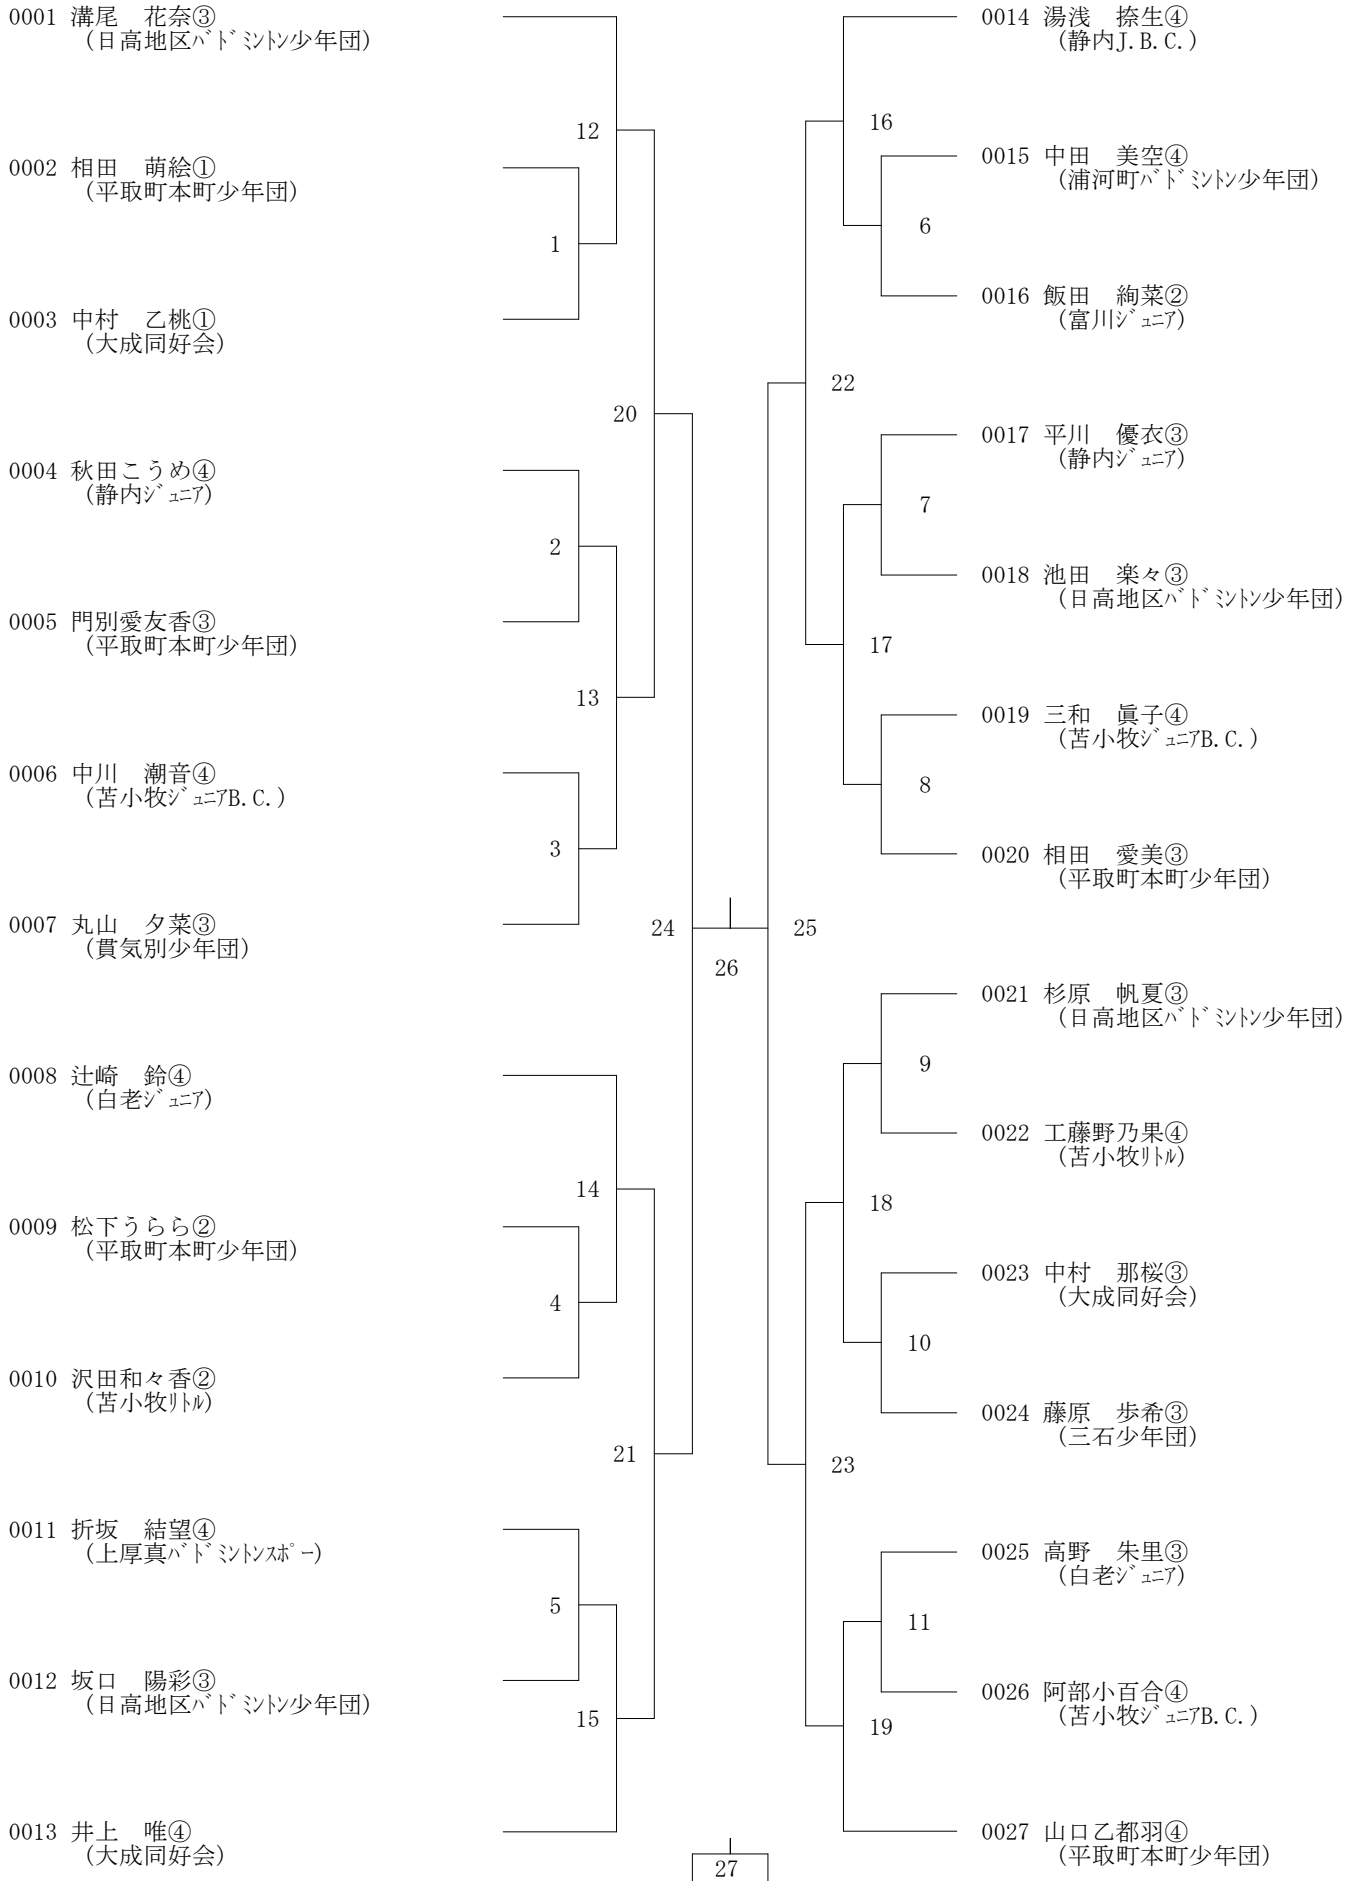 0001 溝尾　花奈③
(日高地区ﾊﾞﾄﾞﾐﾝﾄﾝ少年団)
0002 相田　萌絵①
(平取町本町少年団)
0003 中村　乙桃①
(大成同好会)
0004 秋田こうめ④
(静内ｼﾞｭﾆｱ)
0005 門別愛友香③
(平取町本町少年団)
0006 中川　潮音④
(苫小牧ｼﾞｭﾆｱB.C.)
0007 丸山　夕菜③
(貫気別少年団)
0008 辻崎　鈴④
(白老ｼﾞｭﾆｱ)
0009 松下うらら②
(平取町本町少年団)
0010 沢田和々香②
(苫小牧ﾘﾄﾙ)
0011 折坂　結望④
(上厚真ﾊﾞﾄﾞﾐﾝﾄﾝｽﾎﾟｰ)
0012 坂口　陽彩③
(日高地区ﾊﾞﾄﾞﾐﾝﾄﾝ少年団)
0013 井上　唯④
(大成同好会)
12
1
20
2
13
3
24
14
4
21
5
15
26
27
16
6
22
7
17
8
25
9
18
10
23
11
19
0014 湯浅　捺生④
(静内J.B.C.)
0015 中田　美空④
(浦河町ﾊﾞﾄﾞﾐﾝﾄﾝ少年団)
0016 飯田　絢菜②
(富川ｼﾞｭﾆｱ)
0017 平川　優衣③
(静内ｼﾞｭﾆｱ)
0018 池田　楽々③
(日高地区ﾊﾞﾄﾞﾐﾝﾄﾝ少年団)
0019 三和　眞子④
(苫小牧ｼﾞｭﾆｱB.C.)
0020 相田　愛美③
(平取町本町少年団)
0021 杉原　帆夏③
(日高地区ﾊﾞﾄﾞﾐﾝﾄﾝ少年団)
0022 工藤野乃果④
(苫小牧ﾘﾄﾙ)
0023 中村　那桜③
(大成同好会)
0024 藤原　歩希③
(三石少年団)
0025 高野　朱里③
(白老ｼﾞｭﾆｱ)
0026 阿部小百合④
(苫小牧ｼﾞｭﾆｱB.C.)
0027 山口乙都羽④
(平取町本町少年団)